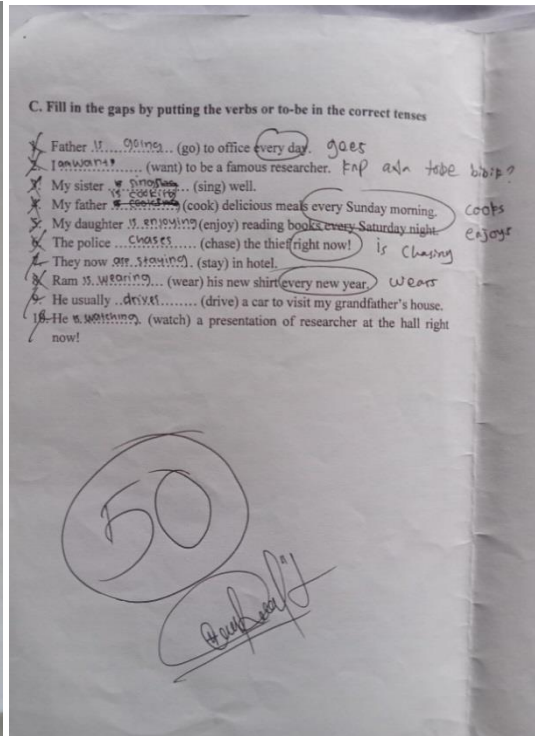 C. Fill in the gaps by putting the verbs or to-be in the correct tenses
Father is going (go) to office every day. goes
I am want (want) to be a famous researcher. knp ada tobe
My sister singing (sing) well.
My father is cooking (cook) delicious meals every Sunday morning. cooks
My daughter is enjoying (enjoy) reading books every Saturday night. enjoys
The police chases (chase) the thief right now! is chasing
They now are staying (stay) in hotel.
Ram is wearing (wear) his new shirt every new year. wears
9. He usually drives (drive) a car to visit my grandfather's house.
10. He is watching (watch) a presentation of researcher at the hall right
now!
50